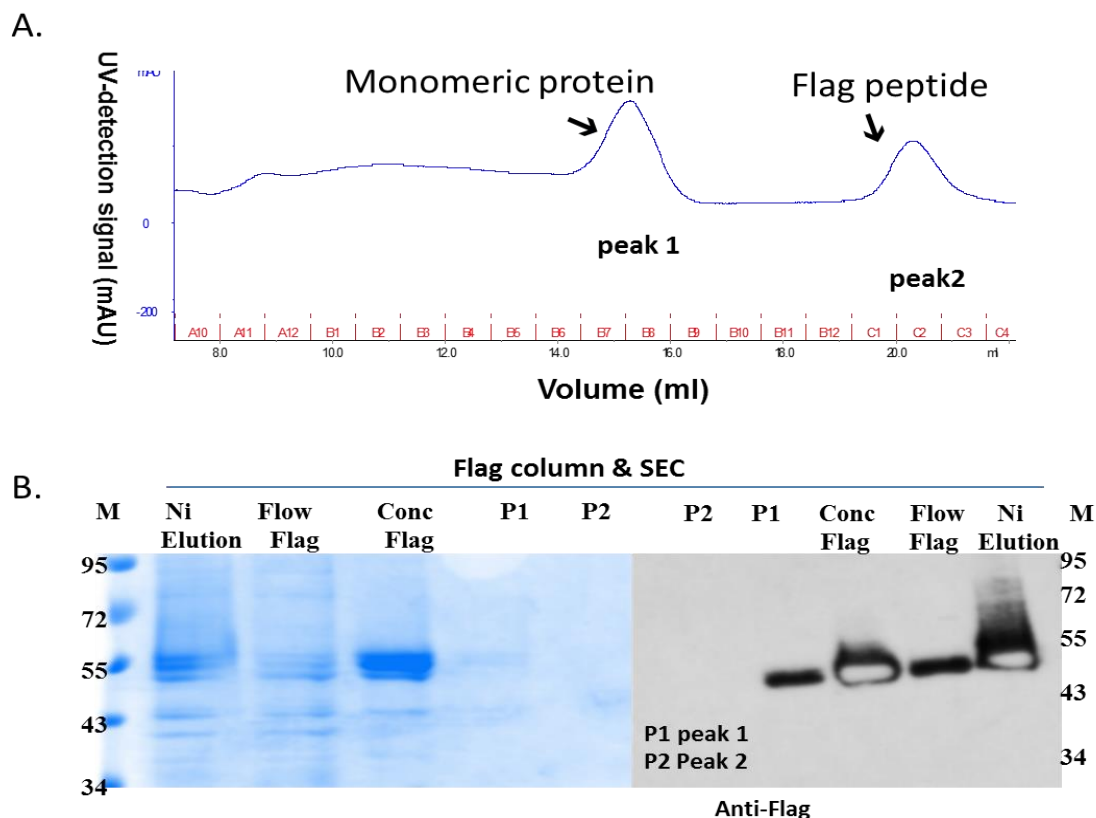 A.
UV-detection signal (mAU)
mAU
0
-200
Monomeric protein
Flag peptide
peak 1
peak2
A10 A11 A12 B1 B2 B3 B4 B5 B6 B7 B8 B9 B10 B11 B12 C1 C2 C3 C4
8.0 10.0 12.0 14.0 16.0 18.0 20.0 ml
Volume (ml)
Flag column & SEC
B.
M Ni Flow Conc P1 P2 P2 P1 Conc Flow Ni M
Elution Flag Flag Flag Flag Elution
95 95
72 72
55 55
43 43
34 34
P1 peak 1
P2 Peak 2
Anti-Flag